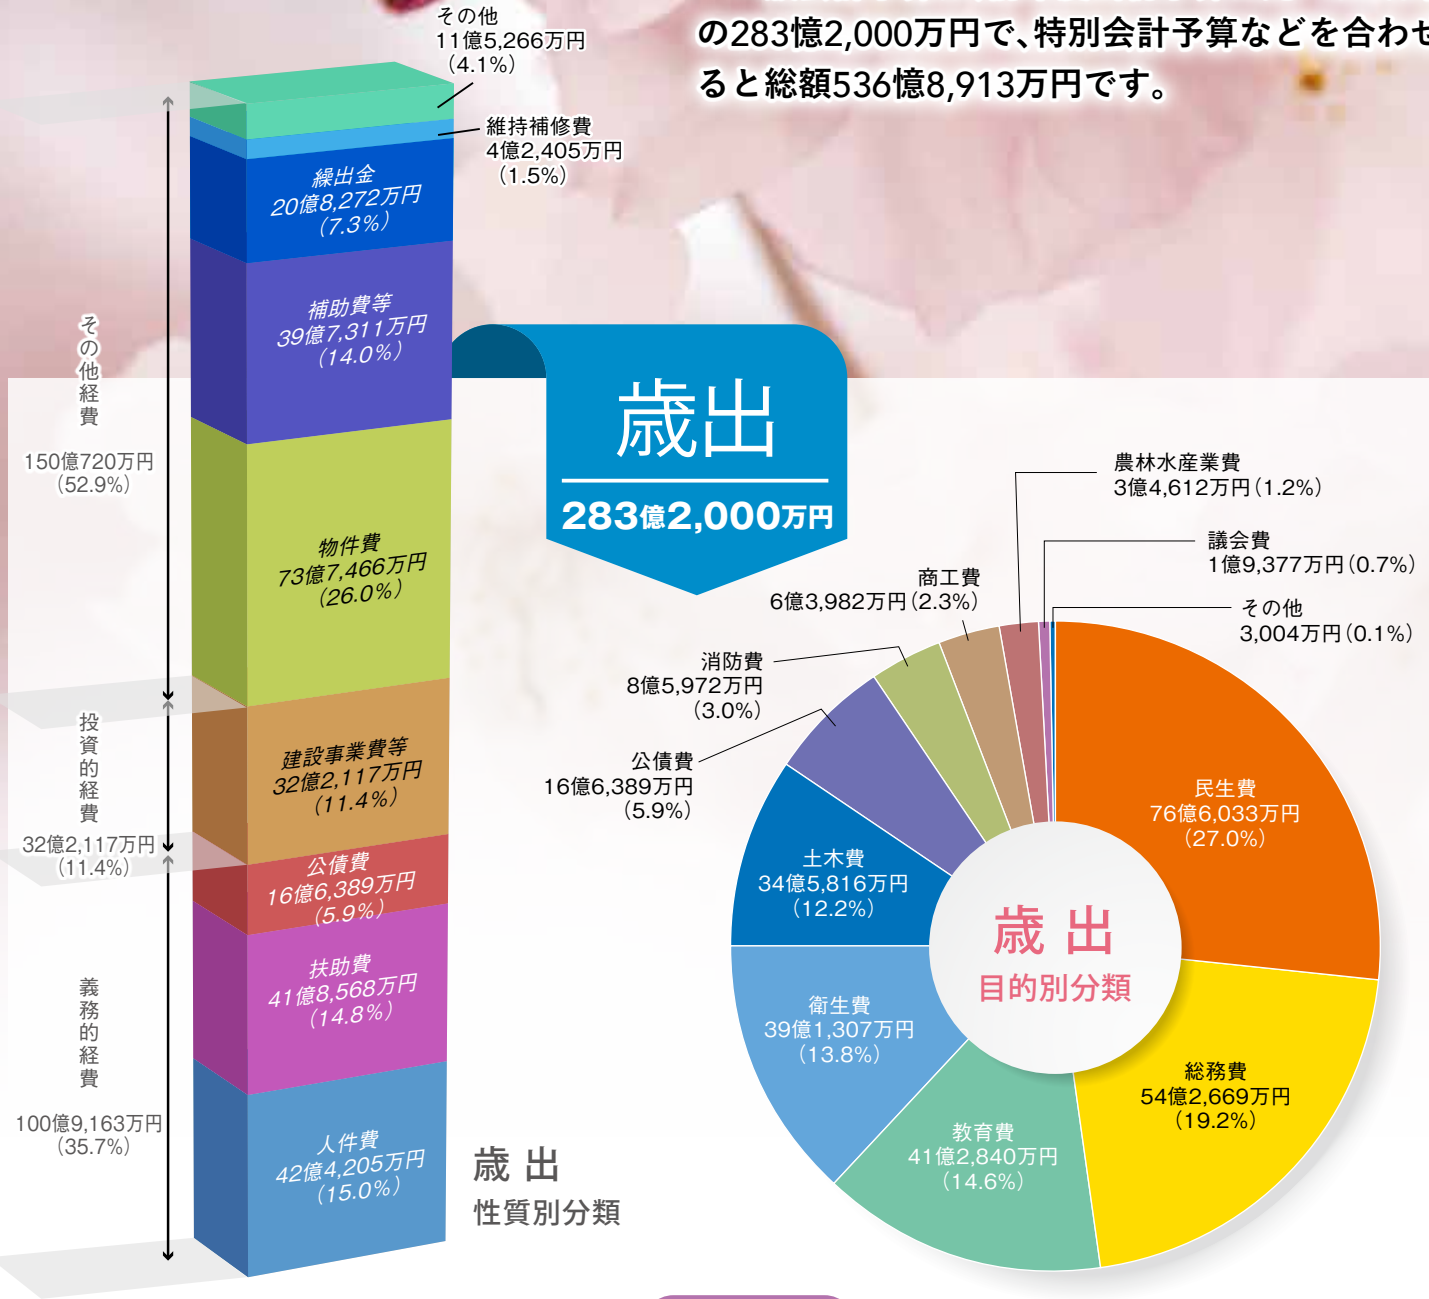 の283億2,000万円で、特別会計予算などを合わせ
ると総額536億8,913万円です。
その他
11億5,266万円
(4.1%)
維持補修費
4億2,405万円
(1.5%)
繰出金
20億8,272万円
(7.3%)
補助費等
39億7,311万円
(14.0%)
物件費
73億7,466万円
(26.0%)
建設事業費等
32億2,117万円
(11.4%)
公債費
16億6,389万円
(5.9%)
扶助費
41億8,568万円
(14.8%)
人件費
42億4,205万円
(15.0%)
その他経費
150億720万円
(52.9%)
投資的経費
32億2,117万円
(11.4%)
義務的経費
100億9,163万円
(35.7%)
歳出
性質別分類
歳出
283億2,000万円
農林水産業費
3億4,612万円(1.2%)
議会費
1億9,377万円(0.7%)
その他
3,004万円(0.1%)
商工費
6億3,982万円(2.3%)
消防費
8億5,972万円
(3.0%)
公債費
16億6,389万円
(5.9%)
土木費
34億5,816万円
(12.2%)
衛生費
39億1,307万円
(13.8%)
教育費
41億2,840万円
(14.6%)
総務費
54億2,669万円
(19.2%)
民生費
76億6,033万円
(27.0%)
歳出
目的別分類